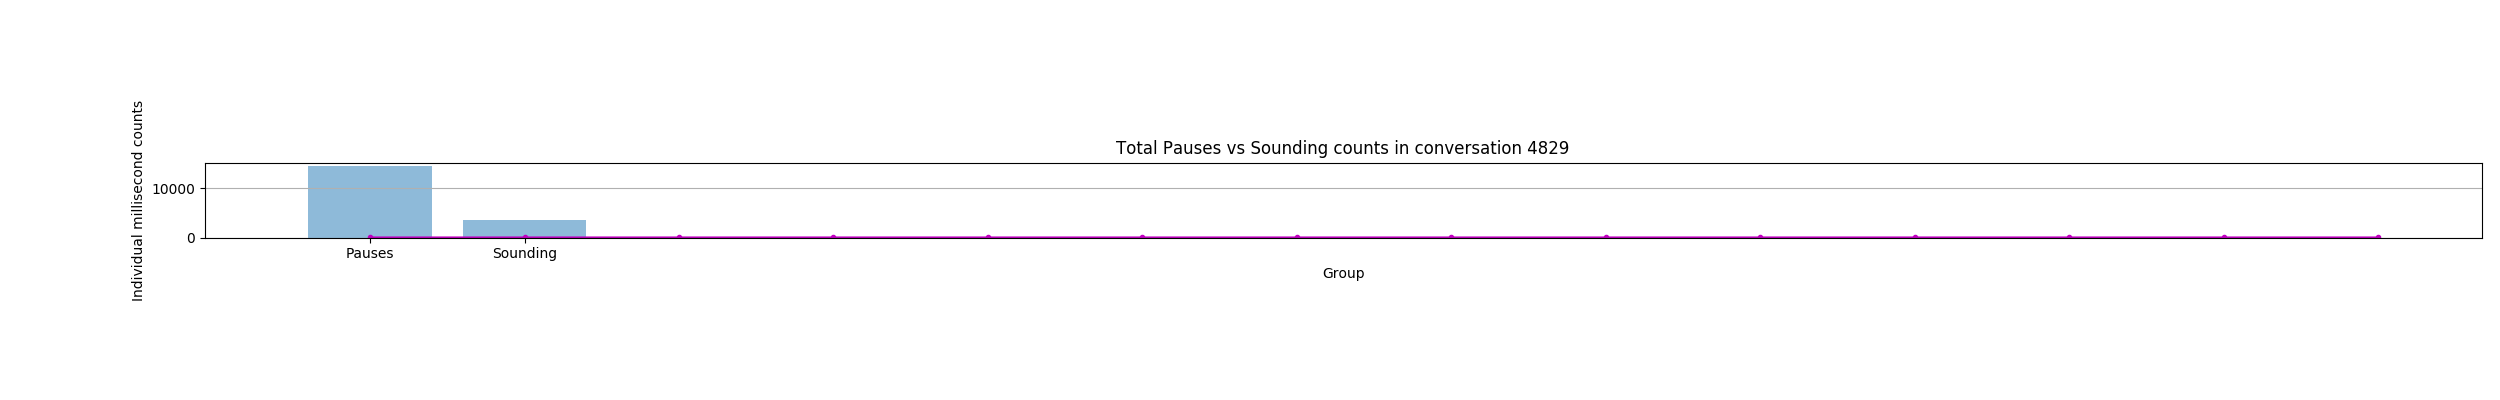 Total Pauses vs Sounding counts in conversation 4829
Individual millisecond counts
10000
0
Pauses
Sounding
Group